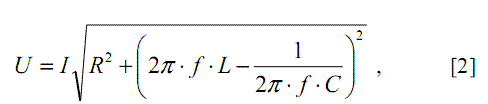 U = I√(R² + (2π · f · L − 1/(2π · f · C))²) , [2]